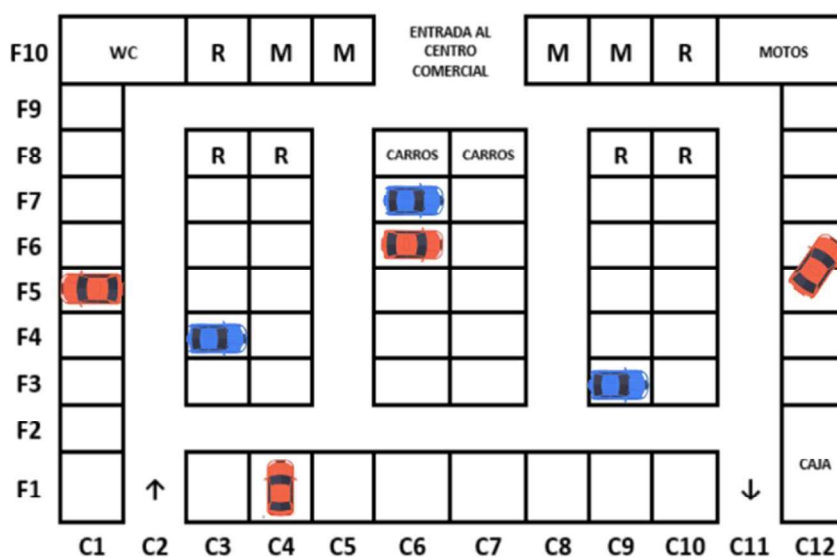 F10 WC R M M ENTRADA AL M M R MOTOS
CENTRO
COMERCIAL
F9
F8 R R CARROS CARROS R R
F7
F6
F5
F4
F3
F2
CAJA
F1 ↑ ↓
C1 C2 C3 C4 C5 C6 C7 C8 C9 C10 C11 C12